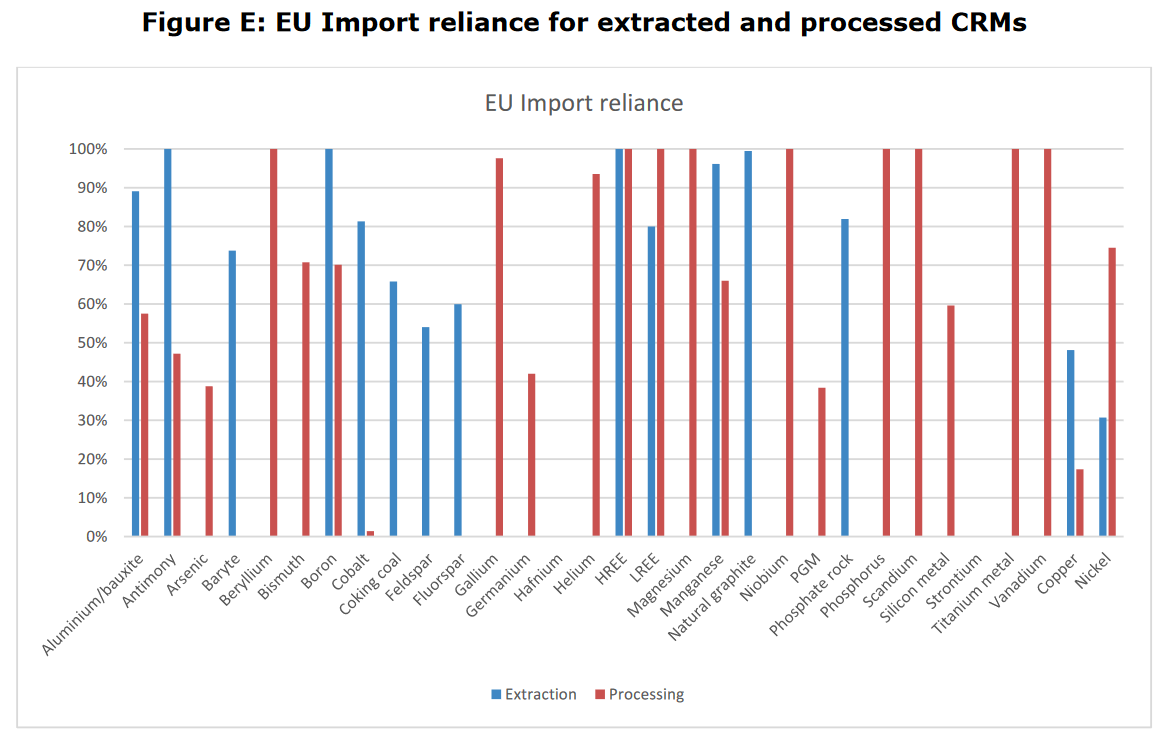 Figure E: EU Import reliance for extracted and processed CRMs
EU Import reliance
100%
90%
80%
70%
60%
50%
40%
30%
20%
10%
0%
Aluminium/bauxite
Antimony
Arsenic
Baryte
Beryllium
Bismuth
Boron
Cobalt
Coking coal
Feldspar
Fluorspar
Gallium
Germanium
Hafnium
Helium
HREE
LREE
Magnesium
Manganese
Natural graphite
Niobium
PGM
Phosphate rock
Phosphorus
Scandium
Silicon metal
Strontium
Titanium metal
Vanadium
Copper
Nickel
Extraction Processing